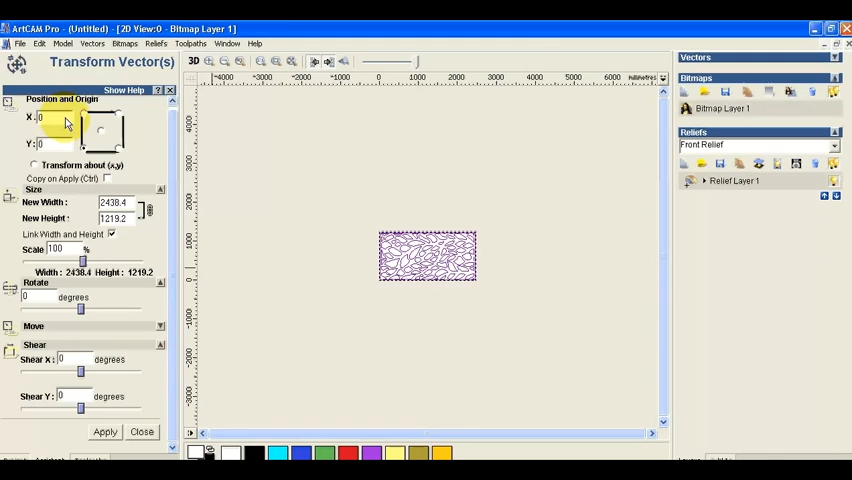 ArtCAM Pro - (Untitled) - [2D View:0 - Bitmap Layer 1]
File Edit Model Vectors Bitmaps Reliefs Toolpaths Window Help
Transform Vector(s)
Show Help
Position and Origin
X: 0
Y: 0
Transform about (x,y)
Copy on Apply (Ctrl)
Size
New Width: 2438.4
New Height: 1219.2
Link Width and Height
Scale 100 %
Width: 2438.4 Height: 1219.2
Rotate
0 degrees
Move
Shear
Shear X: 0 degrees
Shear Y: 0 degrees
Apply Close
3D
-4000 -3000 -2000 -1000 0 1000 2000 3000 4000 millimetres
4000
3000
2000
1000
0
-1000
-2000
-3000
Vectors
Bitmaps
Bitmap Layer 1
Reliefs
Front Relief
Relief Layer 1